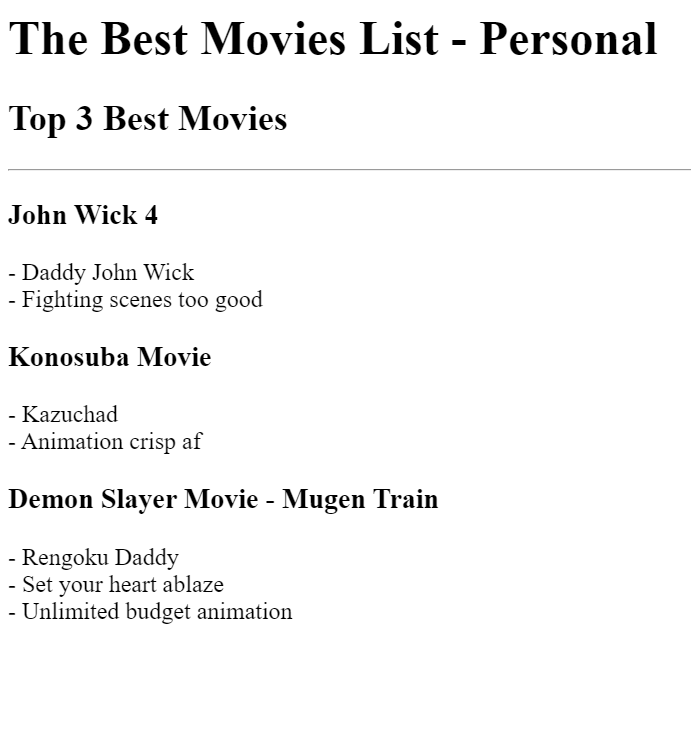 The Best Movies List - Personal
Top 3 Best Movies
John Wick 4
- Daddy John Wick
- Fighting scenes too good
Konosuba Movie
- Kazuchad
- Animation crisp af
Demon Slayer Movie - Mugen Train
- Rengoku Daddy
- Set your heart ablaze
- Unlimited budget animation